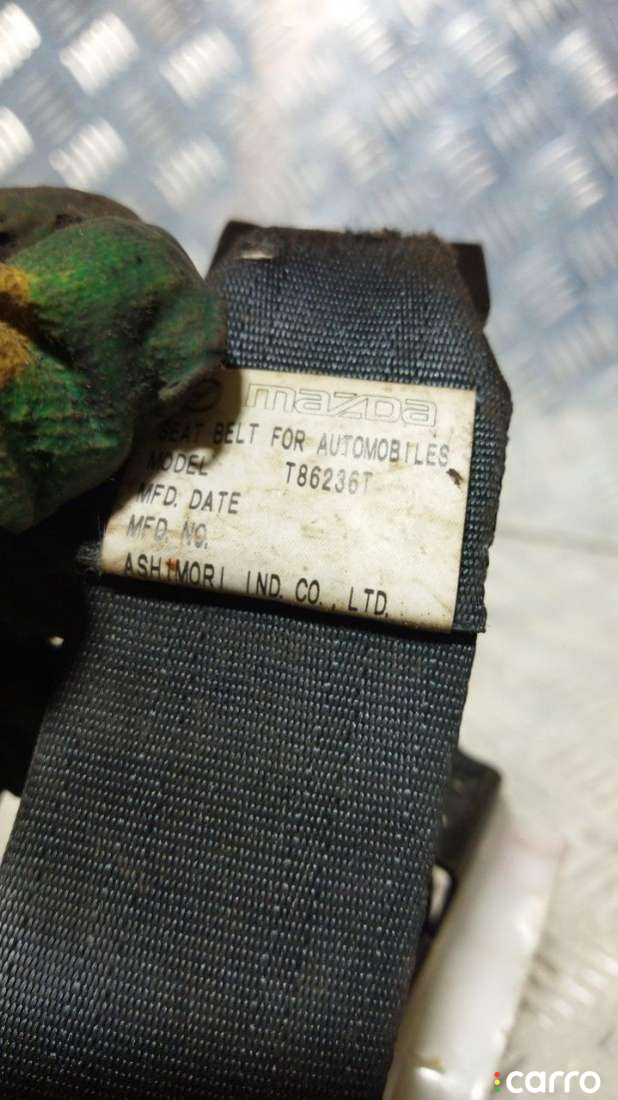 mazda
SEAT BELT FOR AUTOMOBILES
MODEL T86236T
MFD. DATE
MFD. NO.
ASHIMORI IND. CO., LTD.
carro